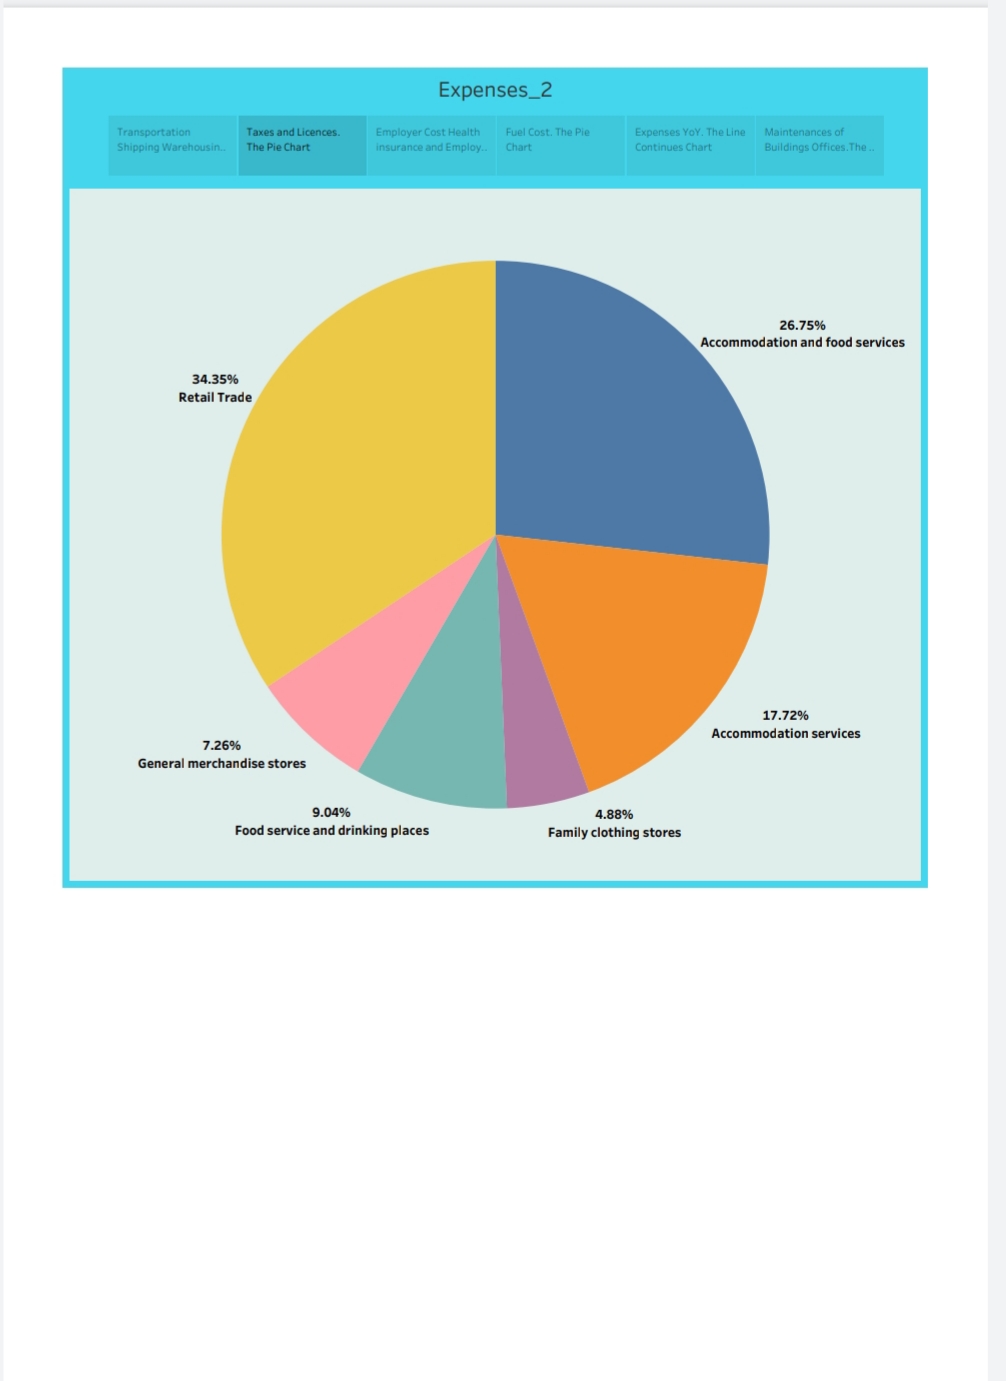 Expenses_2
Transportation
Shipping Warehousin..
Taxes and Licences.
The Pie Chart
Employer Cost Health
insurance and Employ..
Fuel Cost. The Pie
Chart
Expenses YoY. The Line
Continues Chart
Maintenances of
Buildings Offices.The ..
26.75%
Accommodation and food services
34.35%
Retail Trade
17.72%
Accommodation services
7.26%
General merchandise stores
9.04%
Food service and drinking places
4.88%
Family clothing stores